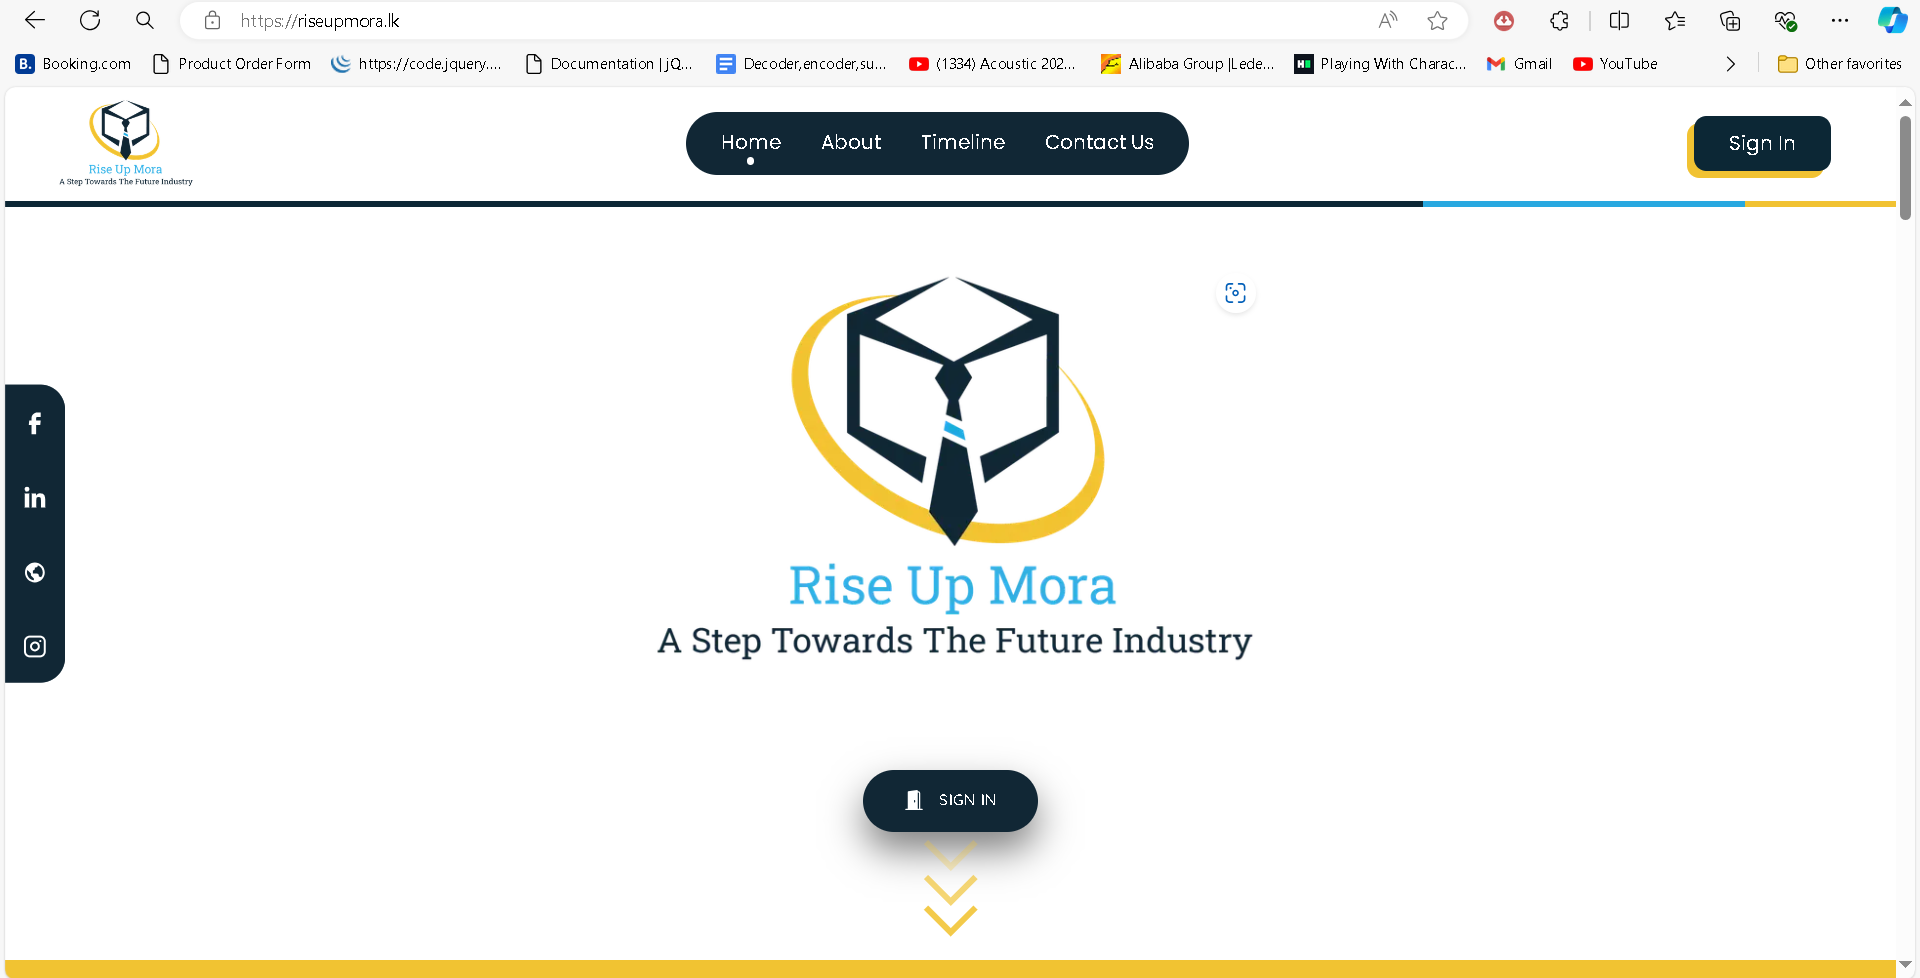 https://riseupmora.lk
Booking.com Product Order Form https://code.jquery.... Documentation | jQ... Decoder,encoder,su... (1334) Acoustic 202... Alibaba Group |Lede... Playing With Charac... Gmail YouTube Other favorites
Rise Up Mora
A Step Towards The Future Industry
Home About Timeline Contact Us
Sign In
Rise Up Mora
A Step Towards The Future Industry
SIGN IN